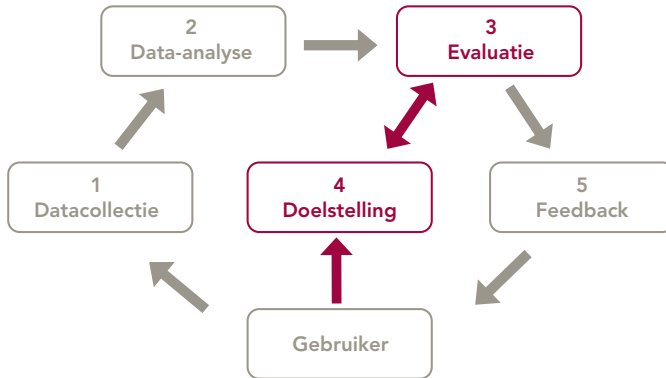 2
Data-analyse
3
Evaluatie
1
Datacollectie
4
Doelstelling
5
Feedback
Gebruiker